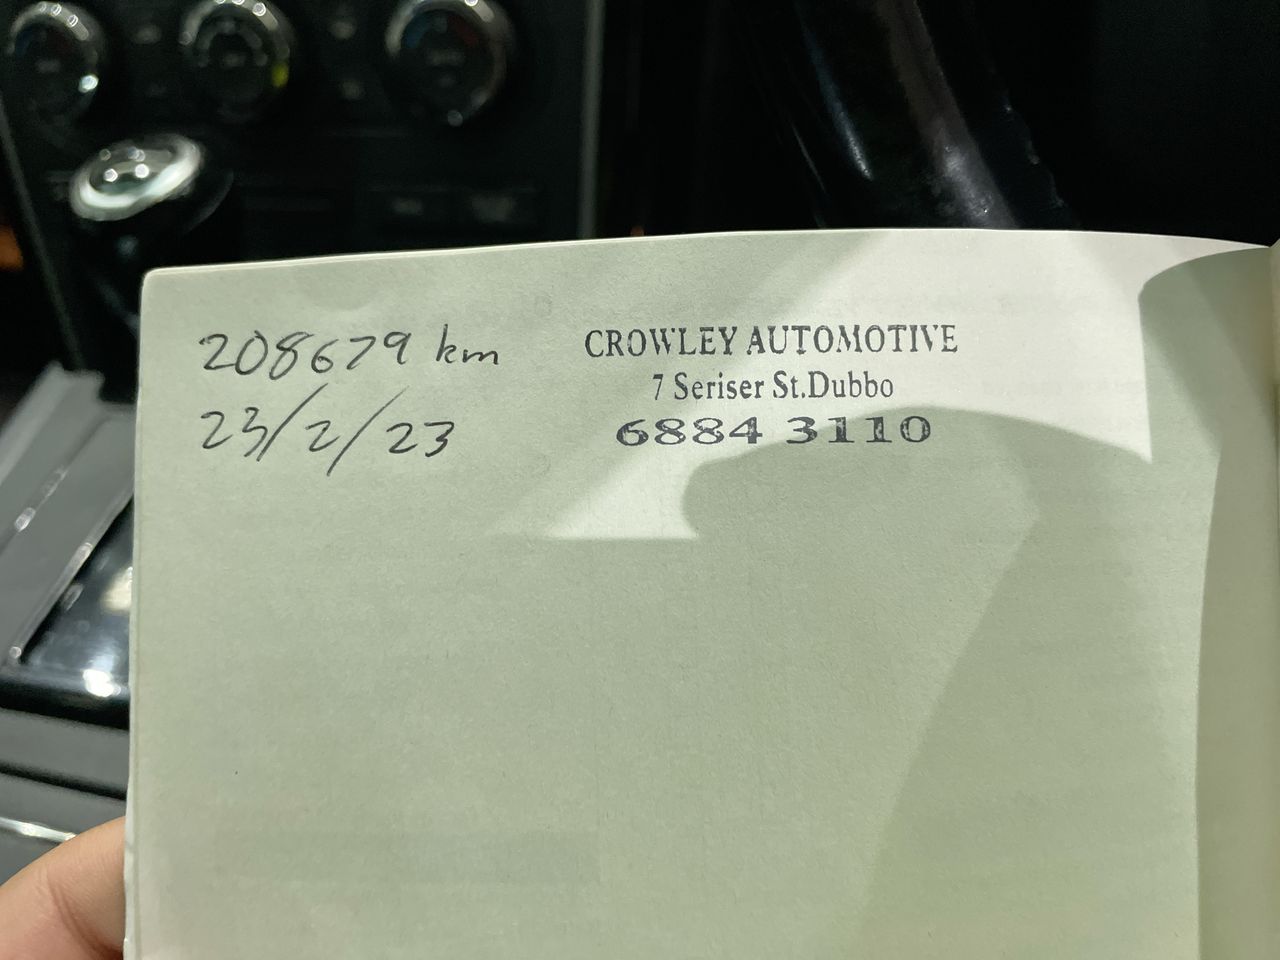 208679 km
23/2/23
CROWLEY AUTOMOTIVE
7 Seriser St.Dubbo
6884 3110